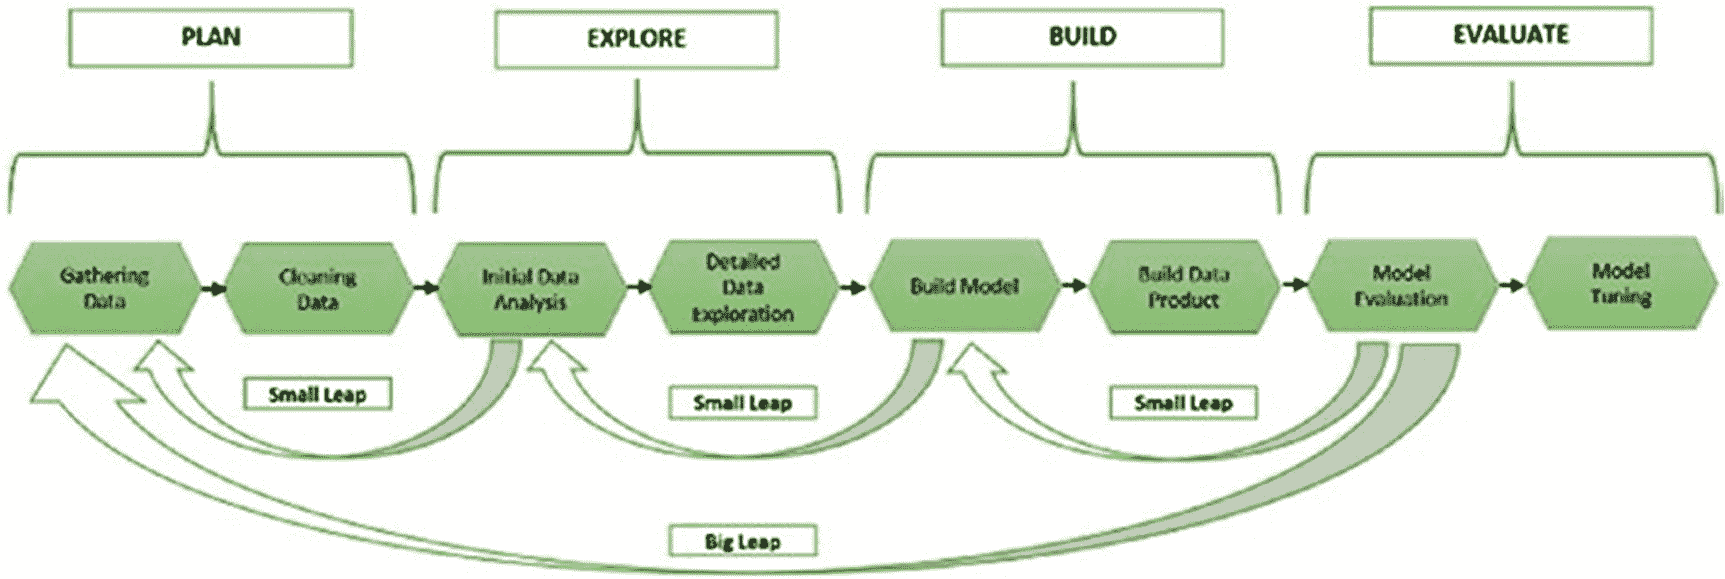 PLAN
EXPLORE
BUILD
EVALUATE
Gathering
Data
Cleaning
Data
Initial Data
Analysis
Detailed
Data
Exploration
Build Model
Build Data
Product
Model
Evaluation
Model
Tuning
Small Leap
Small Leap
Small Leap
Big Leap